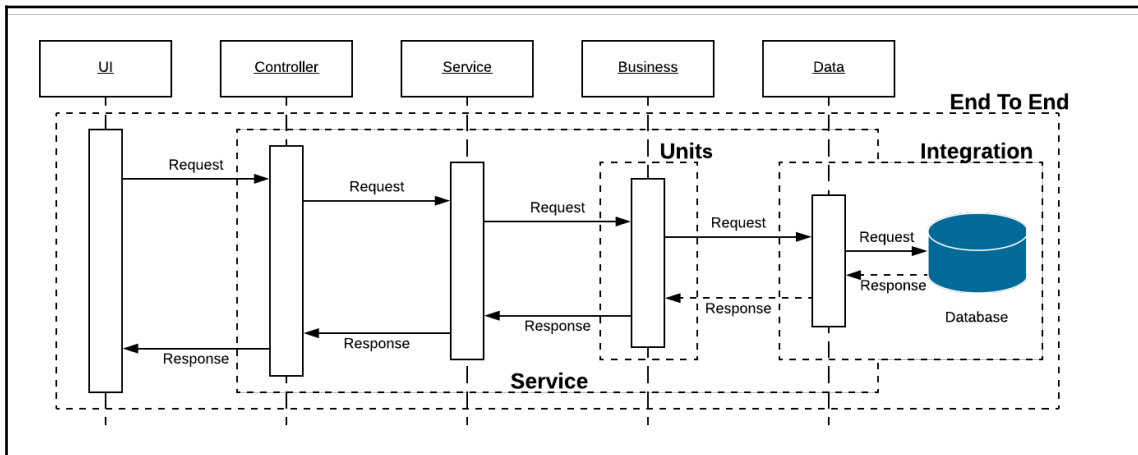 UI
Controller
Service
Business
Data
End To End
Units
Integration
Request
Request
Request
Request
Request
Response
Response
Response
Response
Response
Database
Service